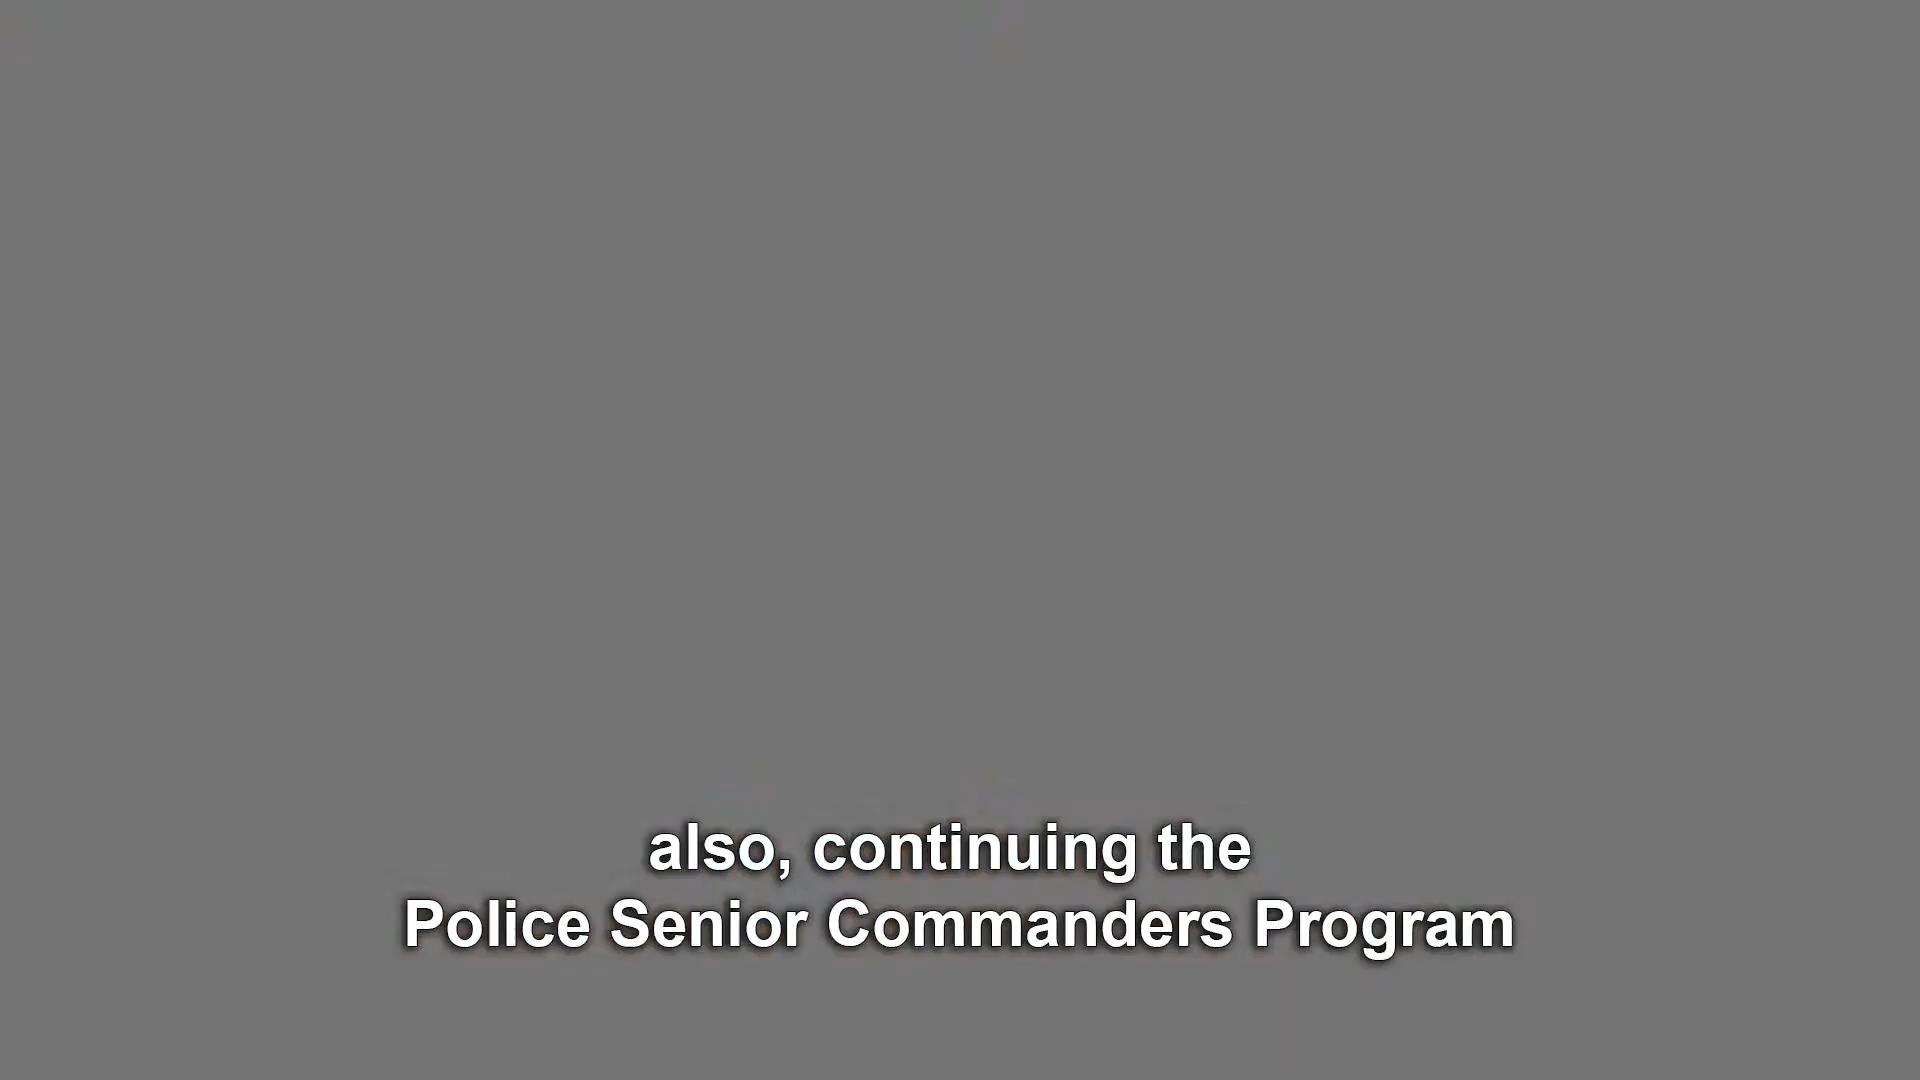 also, continuing the
Police Senior Commanders Program